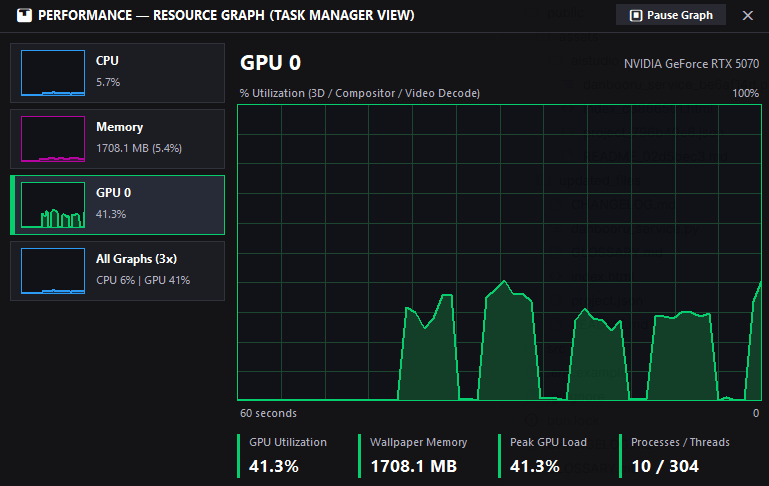 PERFORMANCE — RESOURCE GRAPH (TASK MANAGER VIEW)
Pause Graph
CPU
5.7%
Memory
1708.1 MB (5.4%)
GPU 0
41.3%
All Graphs (3x)
CPU 6% | GPU 41%
GPU 0
NVIDIA GeForce RTX 5070
% Utilization (3D / Compositor / Video Decode)
100%
60 seconds
0
GPU Utilization
41.3%
Wallpaper Memory
1708.1 MB
Peak GPU Load
41.3%
Processes / Threads
10 / 304